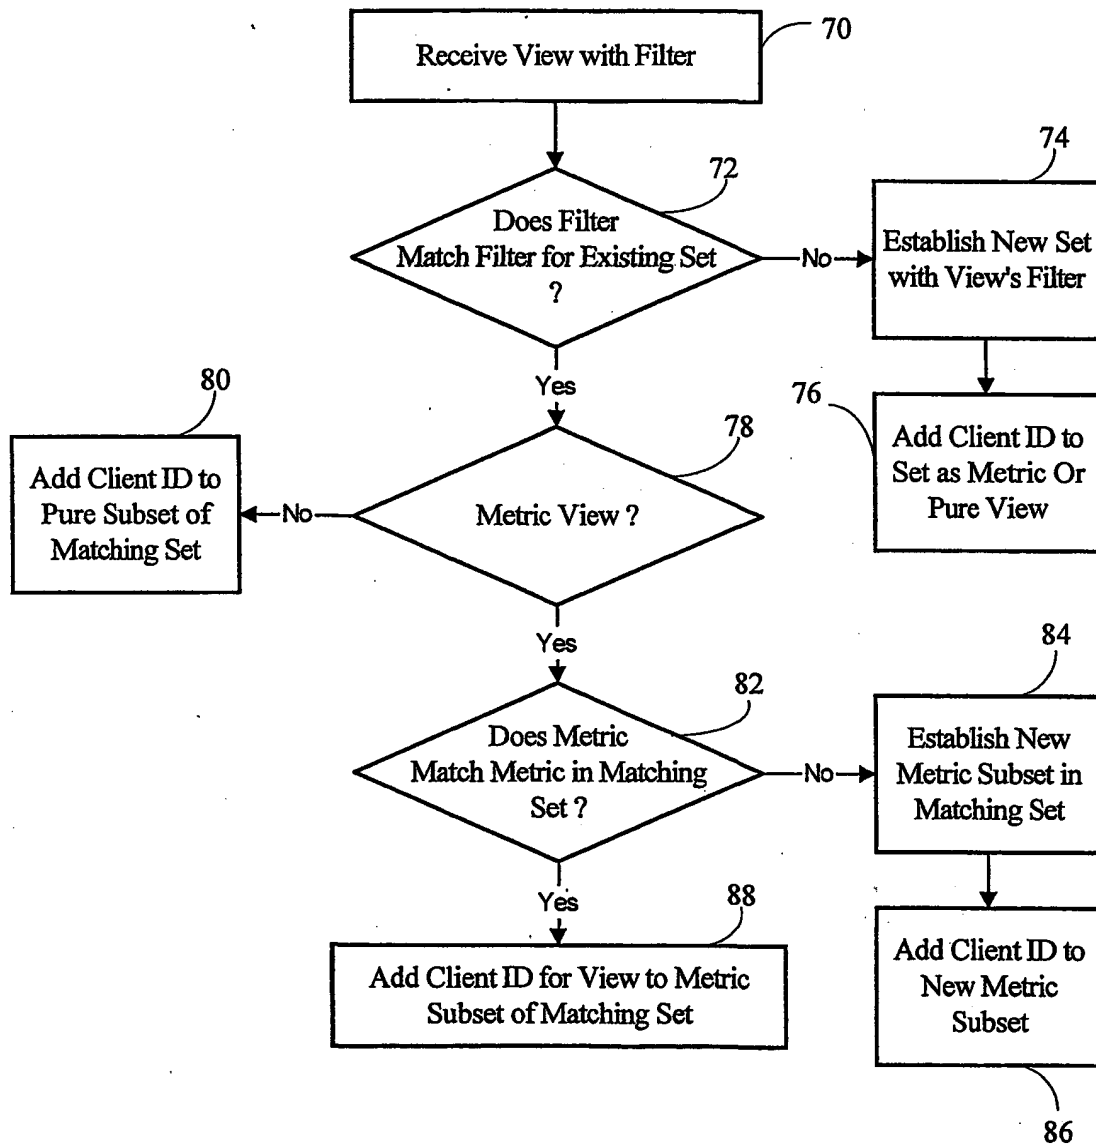 70
Receive View with Filter
72
Does Filter
Match Filter for Existing Set
?
No
74
Establish New Set
with View's Filter
Yes
76
Add Client ID to
Set as Metric Or
Pure View
80
Add Client ID to
Pure Subset of
Matching Set
No
78
Metric View ?
Yes
82
Does Metric
Match Metric in Matching
Set ?
No
84
Establish New
Metric Subset in
Matching Set
Yes
88
Add Client ID for View to Metric
Subset of Matching Set
Add Client ID to
New Metric
Subset
86